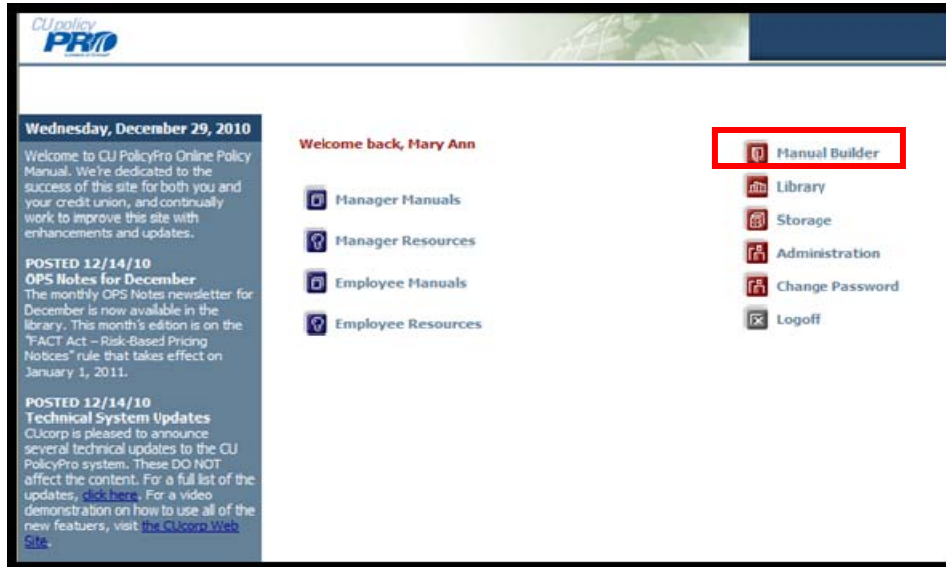 CU policy
PRO
Wednesday, December 29, 2010
Welcome to CU PolicyPro Online Policy
Manual. We're dedicated to the
success of this site for both you and
your credit union, and continually
work to improve this site with
enhancements and updates.
POSTED 12/14/10
OPS Notes for December
The monthly OPS Notes newsletter for
December is now available in the
library. This month's edition is on the
"FACT Act – Risk-Based Pricing
Notices" rule that takes effect on
January 1, 2011.
POSTED 12/14/10
Technical System Updates
CUcorp is pleased to announce
several technical updates to the CU
PolicyPro system. These DO NOT
affect the content. For a full list of the
updates, click here. For a video
demonstration on how to use all of the
new featuers, visit the CUcorp Web
Site.
Welcome back, Mary Ann
Manager Manuals
Manager Resources
Employee Manuals
Employee Resources
Manual Builder
Library
Storage
Administration
Change Password
Logoff